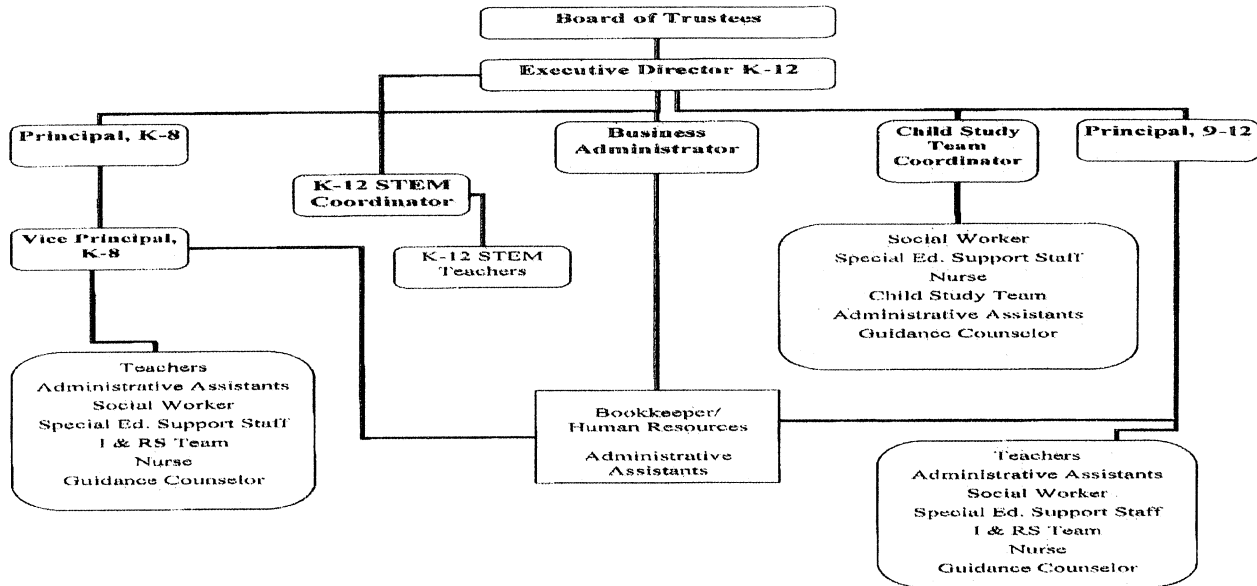 Board of Trustees
Executive Director K-12
Principal, K-8
Business
Administrator
Child Study
Team
Coordinator
Principal, 9-12
K-12 STEM
Coordinator
Vice Principal,
K-8
K-12 STEM
Teachers
Social Worker
Special Ed. Support Staff
Nurse
Child Study Team
Administrative Assistants
Guidance Counselor
Teachers
Administrative Assistants
Social Worker
Special Ed. Support Staff
I & RS Team
Nurse
Guidance Counselor
Bookkeeper/
Human Resources
Administrative
Assistants
Teachers
Administrative Assistants
Social Worker
Special Ed. Support Staff
I & RS Team
Nurse
Guidance Counselor